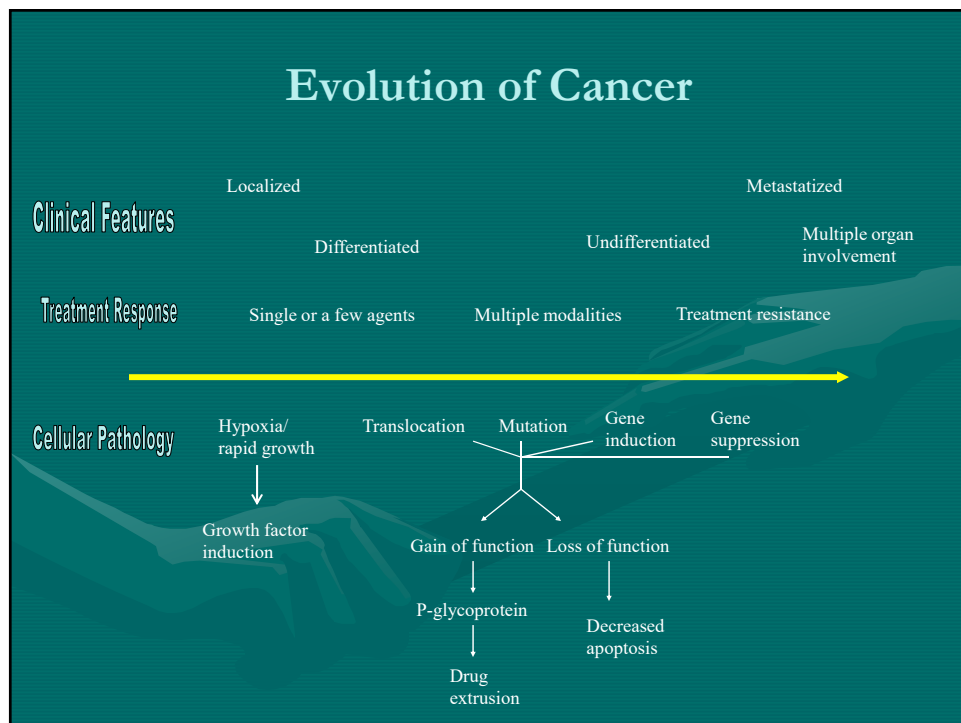 Evolution of Cancer
Localized
Metastatized
Clinical Features
Differentiated
Undifferentiated
Multiple organ
involvement
Treatment Response
Single or a few agents
Multiple modalities
Treatment resistance
Cellular Pathology
Hypoxia/
rapid growth
Translocation
Mutation
Gene
induction
Gene
suppression
Growth factor
induction
Gain of function
Loss of function
P-glycoprotein
Decreased
apoptosis
Drug
extrusion